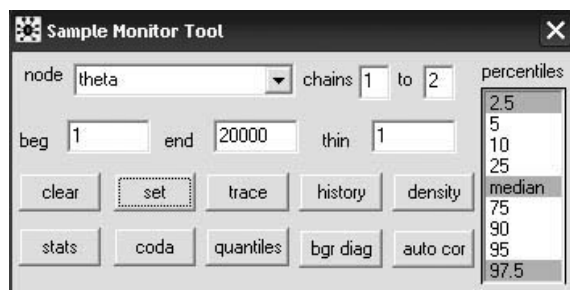 Sample Monitor Tool
node theta chains 1 to 2 percentiles
beg 1 end 20000 thin 1
clear set trace history density
stats coda quantiles bgr diag auto cor
2.5
5
10
25
median
75
90
95
97.5